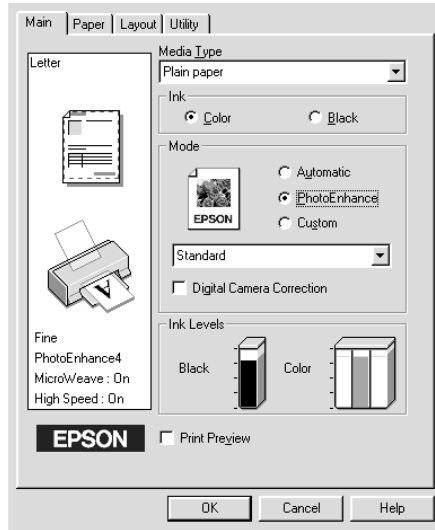 Main Paper Layout Utility
Letter
Fine
PhotoEnhance4
MicroWeave : On
High Speed : On
EPSON
Media Type
Plain paper
Ink
Color Black
Mode
EPSON
Automatic
PhotoEnhance
Custom
Standard
Digital Camera Correction
Ink Levels
Black Color
Print Preview
OK Cancel Help